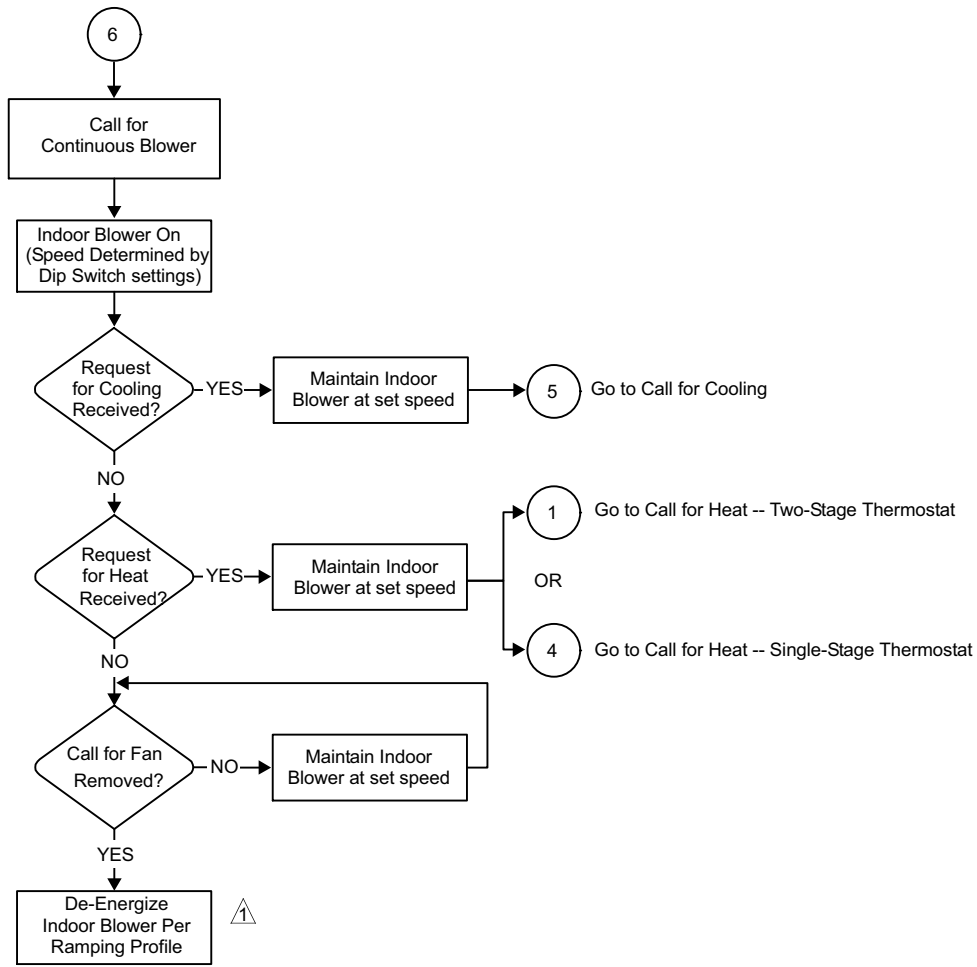 6
Call for
Continuous Blower
Indoor Blower On
(Speed Determined by
Dip Switch settings)
Request
for Cooling
Received?
YES
Maintain Indoor
Blower at set speed
5
Go to Call for Cooling
NO
Request
for Heat
Received?
YES
Maintain Indoor
Blower at set speed
1
Go to Call for Heat -- Two-Stage Thermostat
OR
4
Go to Call for Heat -- Single-Stage Thermostat
NO
Call for Fan
Removed?
NO
Maintain Indoor
Blower at set speed
YES
De-Energize
Indoor Blower Per
Ramping Profile
1